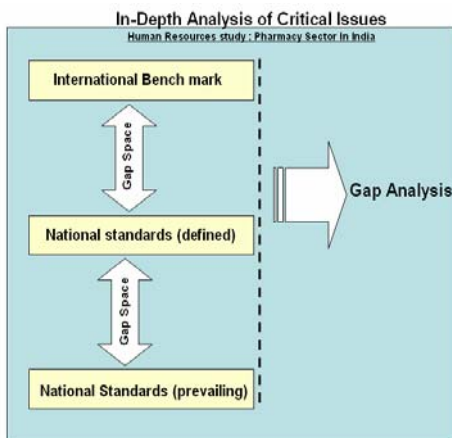 In-Depth Analysis of Critical Issues
Human Resources study : Pharmacy Sector in India
International Bench mark
Gap Space
Gap Analysis
National standards (defined)
Gap Space
National Standards (prevailing)